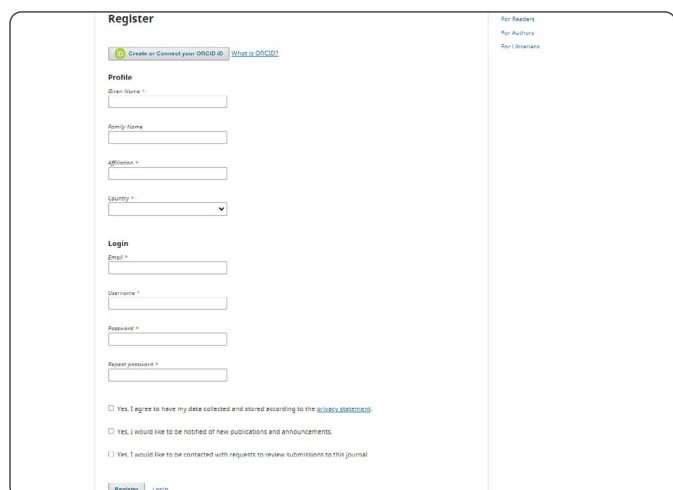 Register
iD Create or Connect your ORCID iD What is ORCID?
Profile
Given Name *
Family Name
Affiliation *
Country *
Login
Email *
Username *
Password *
Repeat password *
Yes, I agree to have my data collected and stored according to the privacy statement.
Yes, I would like to be notified of new publications and announcements.
Yes, I would like to be contacted with requests to review submissions to this journal.
Register Login
For Readers
For Authors
For Librarians